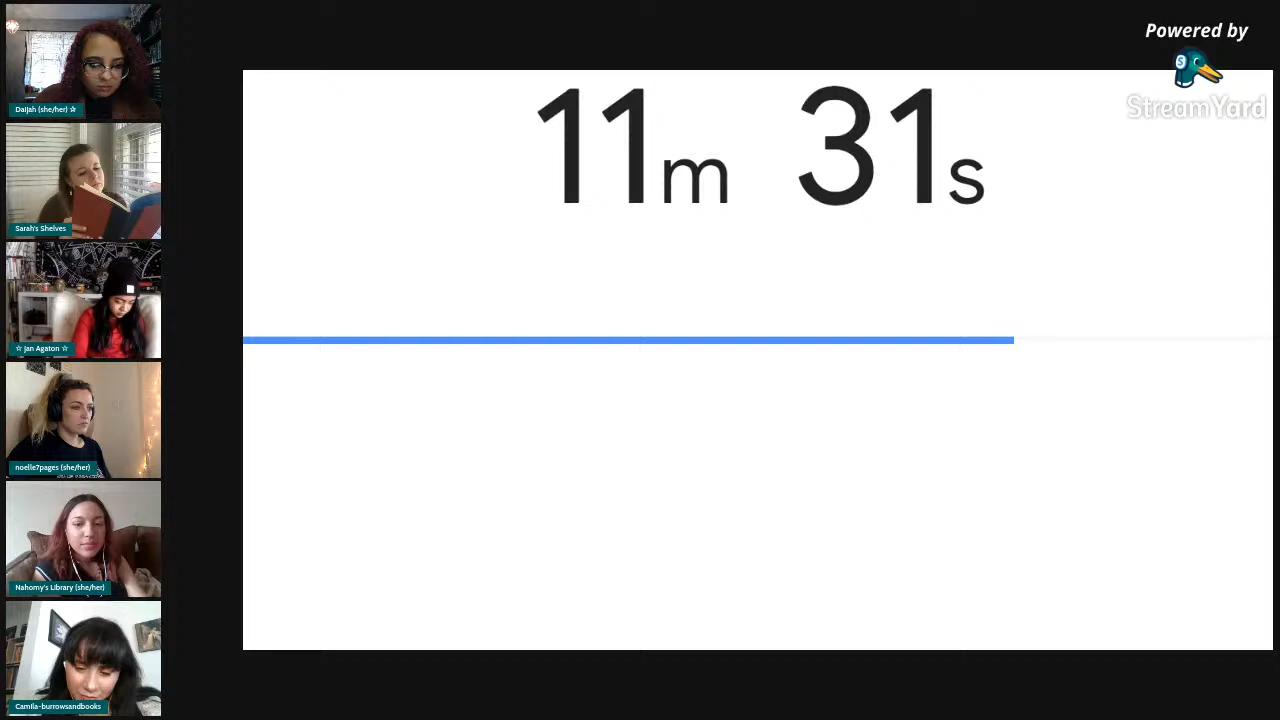 Powered by
StreamYard
11m 31s
Daijah (she/her) ☆
Sarah's Shelves
☆ Jan Agaton ☆
noelle7pages (she/her)
Nahomy's Library (she/her)
Camila-burrowsandbooks